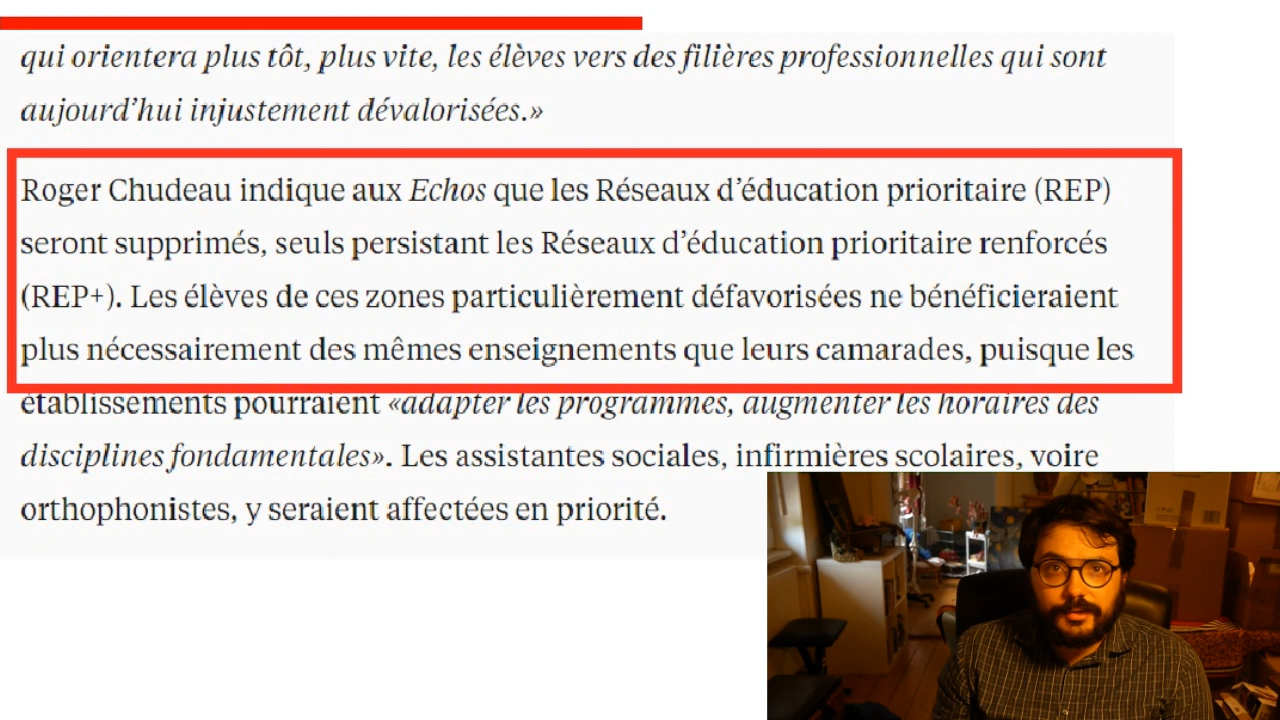 qui orientera plus tôt, plus vite, les élèves vers des filières professionnelles qui sont
aujourd’hui injustement dévalorisées.»
Roger Chudeau indique aux Echos que les Réseaux d’éducation prioritaire (REP)
seront supprimés, seuls persistant les Réseaux d’éducation prioritaire renforcés
(REP+). Les élèves de ces zones particulièrement défavorisées ne bénéficieraient
plus nécessairement des mêmes enseignements que leurs camarades, puisque les
établissements pourraient «adapter les programmes, augmenter les horaires des
disciplines fondamentales». Les assistantes sociales, infirmières scolaires, voire
orthophonistes, y seraient affectées en priorité.